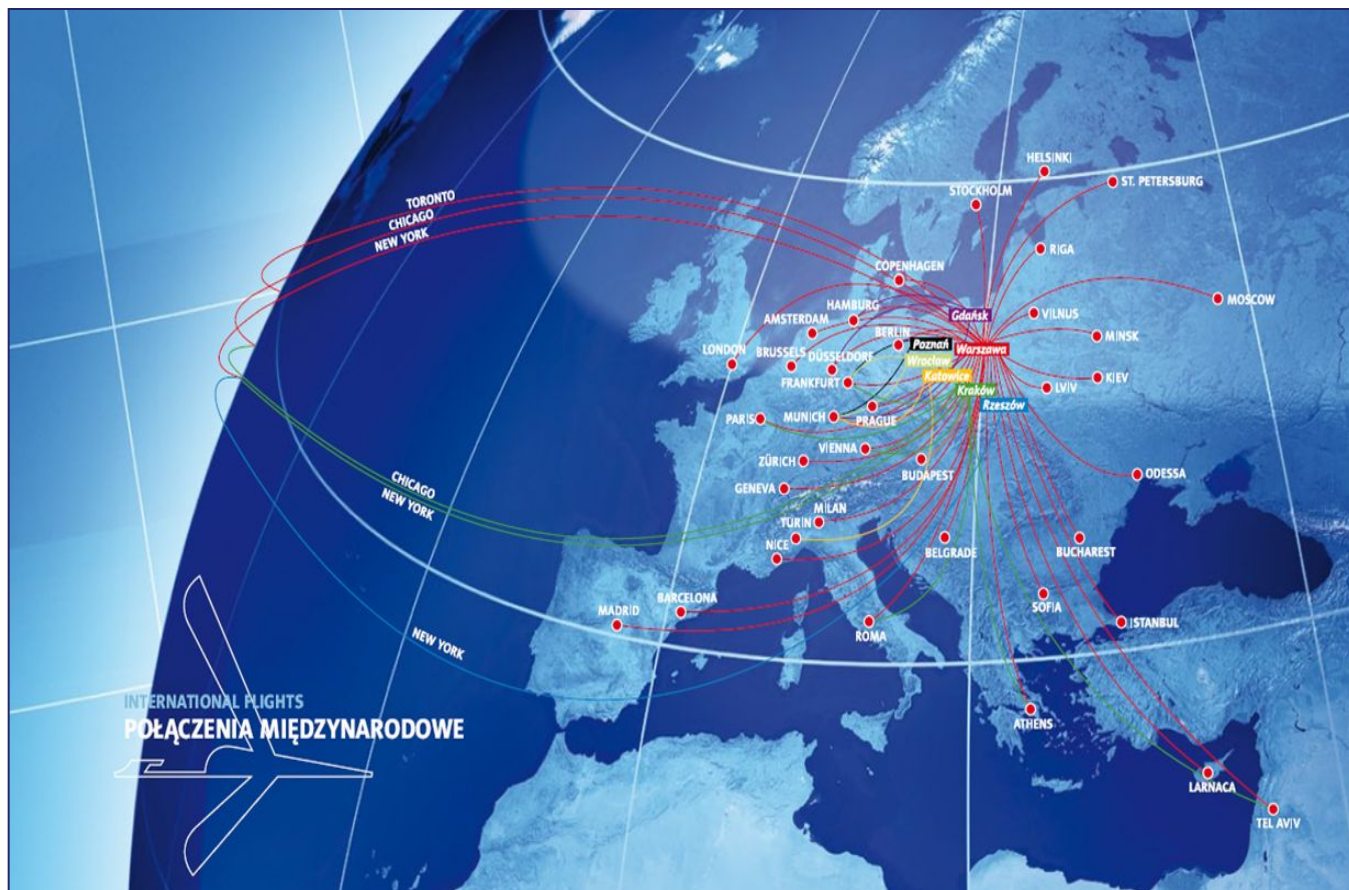 HELSINKI
ST. PETERSBURG
STOCKHOLM
TORONTO
CHICAGO
NEW YORK
RIGA
COPENHAGEN
MOSCOW
HAMBURG
Gdańsk
VILNUS
AMSTERDAM
BERLIN
MINSK
Poznań
Warszawa
LONDON
BRUSSELS
DÜSSELDORF
Wrocław
FRANKFURT
Katowice
KIEV
LVIV
Kraków
Rzeszów
PARIS
MUNICH
PRAGUE
VIENNA
ZÜRICH
BUDAPEST
ODESSA
CHICAGO
NEW YORK
GENEVA
MILAN
TURIN
NICE
BELGRADE
BUCHAREST
BARCELONA
MADRID
SOFIA
ISTANBUL
ROMA
NEW YORK
INTERNATIONAL FLIGHTS
POŁĄCZENIA MIĘDZYNARODOWE
ATHENS
LARNACA
TEL AVIV